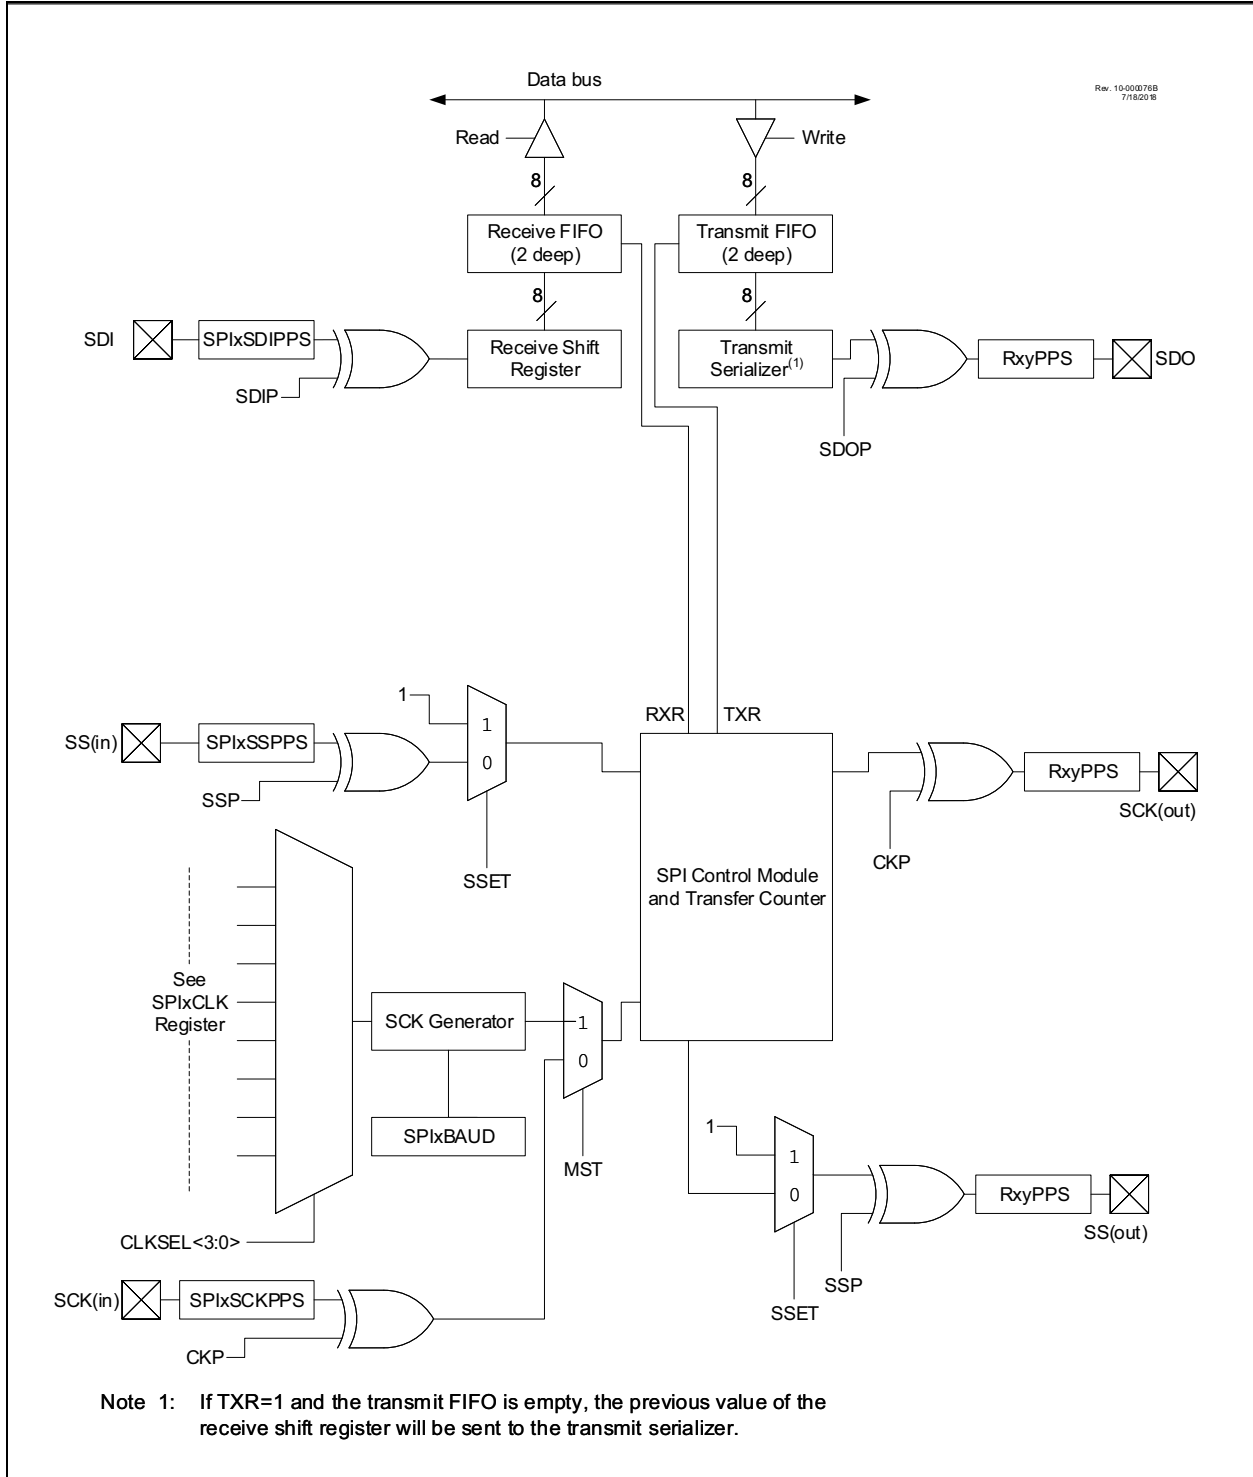 Data bus
Rev. 10-000076B
7/18/2018
Read
Write
8
8
Receive FIFO
(2 deep)
Transmit FIFO
(2 deep)
8
8
SDI
SPIxSDIPPS
SDIP
Receive Shift
Register
Transmit
Serializer(1)
SDOP
RxyPPS
SDO
SS(in)
SPIxSSPPS
SSP
1
1
0
SSET
RXR
TXR
SPI Control Module
and Transfer Counter
CKP
RxyPPS
SCK(out)
See
SPIxCLK
Register
SCK Generator
SPIxBAUD
1
0
MST
CLKSEL<3:0>
1
1
0
SSET
SSP
RxyPPS
SS(out)
SCK(in)
SPIxSCKPPS
CKP
Note 1: If TXR=1 and the transmit FIFO is empty, the previous value of the
receive shift register will be sent to the transmit serializer.